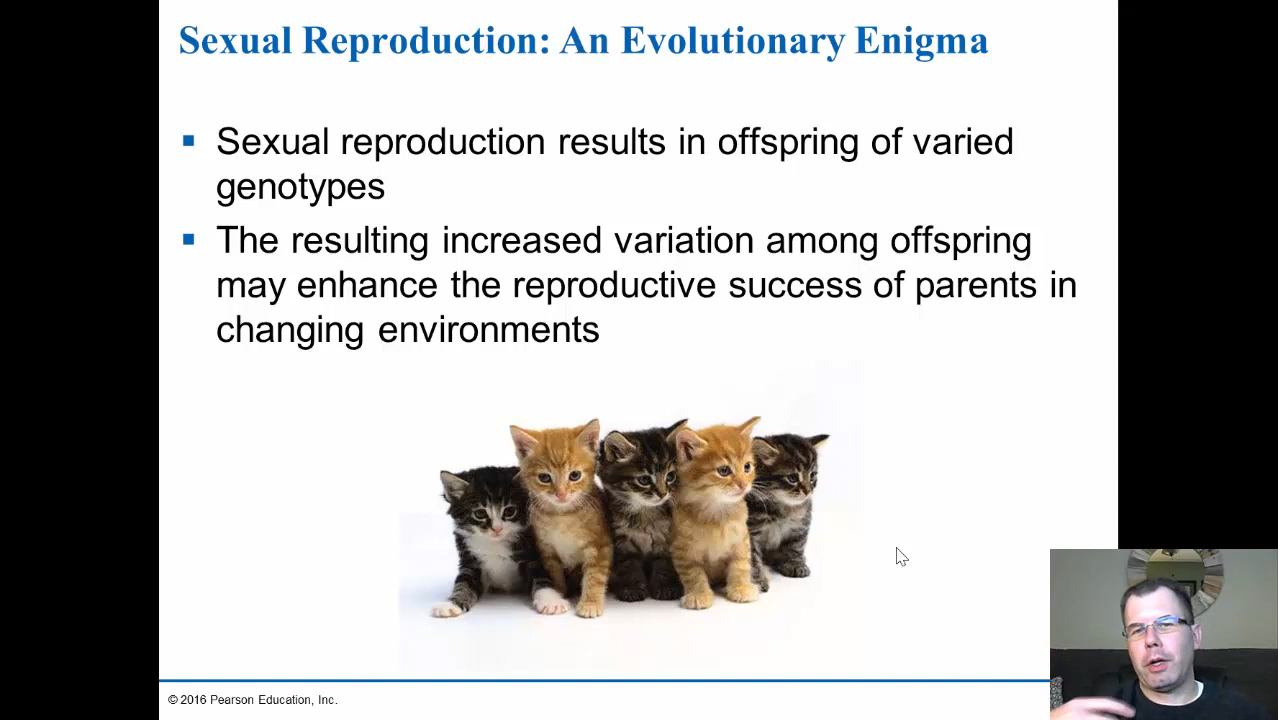 Sexual Reproduction: An Evolutionary Enigma
▪ Sexual reproduction results in offspring of varied
genotypes
▪ The resulting increased variation among offspring
may enhance the reproductive success of parents in
changing environments
© 2016 Pearson Education, Inc.